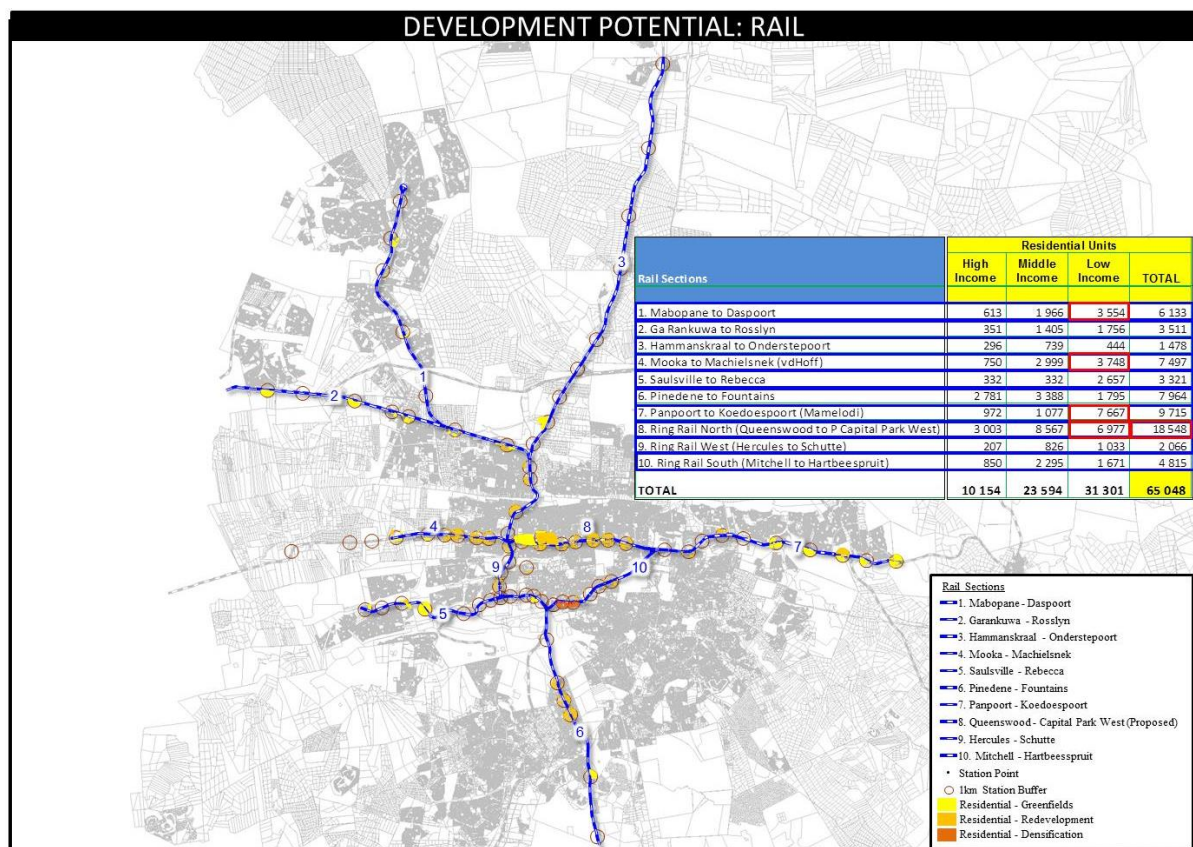 DEVELOPMENT POTENTIAL: RAIL
3
1
2
4
8
7
9
10
5
6
Residential Units
Rail Sections High Income Middle Income Low Income TOTAL
1. Mabopane to Daspoort 613 1 966 3 554 6 133
2. Ga Rankuwa to Rosslyn 351 1 405 1 756 3 511
3. Hammanskraal to Onderstepoort 296 739 444 1 478
4. Mooka to Machielsnek (vdHoff) 750 2 999 3 748 7 497
5. Saulsville to Rebecca 332 332 2 657 3 321
6. Pinedene to Fountains 2 781 3 388 1 795 7 964
7. Panpoort to Koedoespoort (Mamelodi) 972 1 077 7 667 9 715
8. Ring Rail North (Queenswood to P Capital Park West) 3 003 8 567 6 977 18 548
9. Ring Rail West (Hercules to Schutte) 207 826 1 033 2 066
10. Ring Rail South (Mitchell to Hartbeespruit) 850 2 295 1 671 4 815
TOTAL 10 154 23 594 31 301 65 048
Rail Sections
1. Mabopane - Daspoort
2. Garankuwa - Rosslyn
3. Hammanskraal - Onderstepoort
4. Mooka - Machielsnek
5. Saulsville - Rebecca
6. Pinedene - Fountains
7. Panpoort - Koedoespoort
8. Queenswood - Capital Park West (Proposed)
9. Hercules - Schutte
10. Mitchell - Hartbeesspruit
Station Point
1km Station Buffer
Residential - Greenfields
Residential - Redevelopment
Residential - Densification